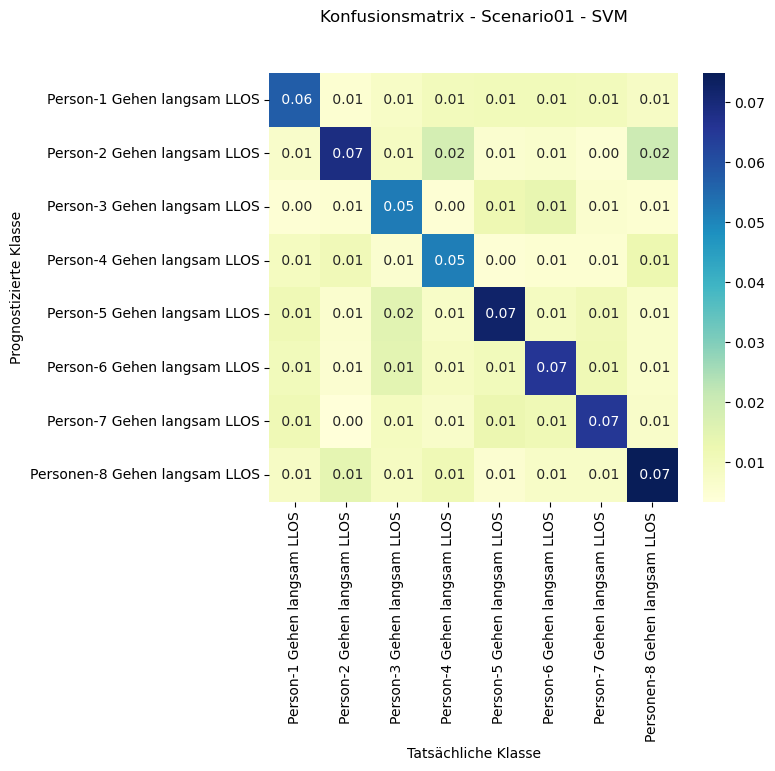 Konfusionsmatrix - Scenario01 - SVM
Prognostizierte Klasse
Person-1 Gehen langsam LLOS 0.06 0.01 0.01 0.01 0.01 0.01 0.01 0.01
Person-2 Gehen langsam LLOS 0.01 0.07 0.01 0.02 0.01 0.01 0.00 0.02
Person-3 Gehen langsam LLOS 0.00 0.01 0.05 0.00 0.01 0.01 0.01 0.01
Person-4 Gehen langsam LLOS 0.01 0.01 0.01 0.05 0.00 0.01 0.01 0.01
Person-5 Gehen langsam LLOS 0.01 0.01 0.02 0.01 0.07 0.01 0.01 0.01
Person-6 Gehen langsam LLOS 0.01 0.01 0.01 0.01 0.01 0.07 0.01 0.01
Person-7 Gehen langsam LLOS 0.01 0.00 0.01 0.01 0.01 0.01 0.07 0.01
Personen-8 Gehen langsam LLOS 0.01 0.01 0.01 0.01 0.01 0.01 0.01 0.07
Person-1 Gehen langsam LLOS
Person-2 Gehen langsam LLOS
Person-3 Gehen langsam LLOS
Person-4 Gehen langsam LLOS
Person-5 Gehen langsam LLOS
Person-6 Gehen langsam LLOS
Person-7 Gehen langsam LLOS
Personen-8 Gehen langsam LLOS
Tatsächliche Klasse
0.07
0.06
0.05
0.04
0.03
0.02
0.01